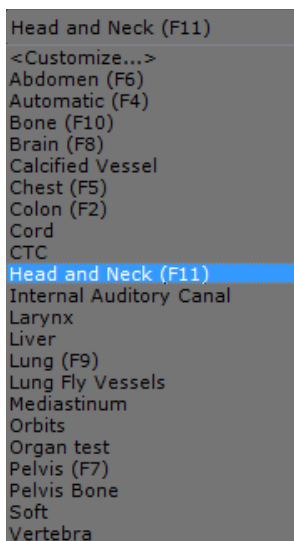 Head and Neck (F11)
<Customize...>
Abdomen (F6)
Automatic (F4)
Bone (F10)
Brain (F8)
Calcified Vessel
Chest (F5)
Colon (F2)
Cord
CTC
Head and Neck (F11)
Internal Auditory Canal
Larynx
Liver
Lung (F9)
Lung Fly Vessels
Mediastinum
Orbits
Organ test
Pelvis (F7)
Pelvis Bone
Soft
Vertebra